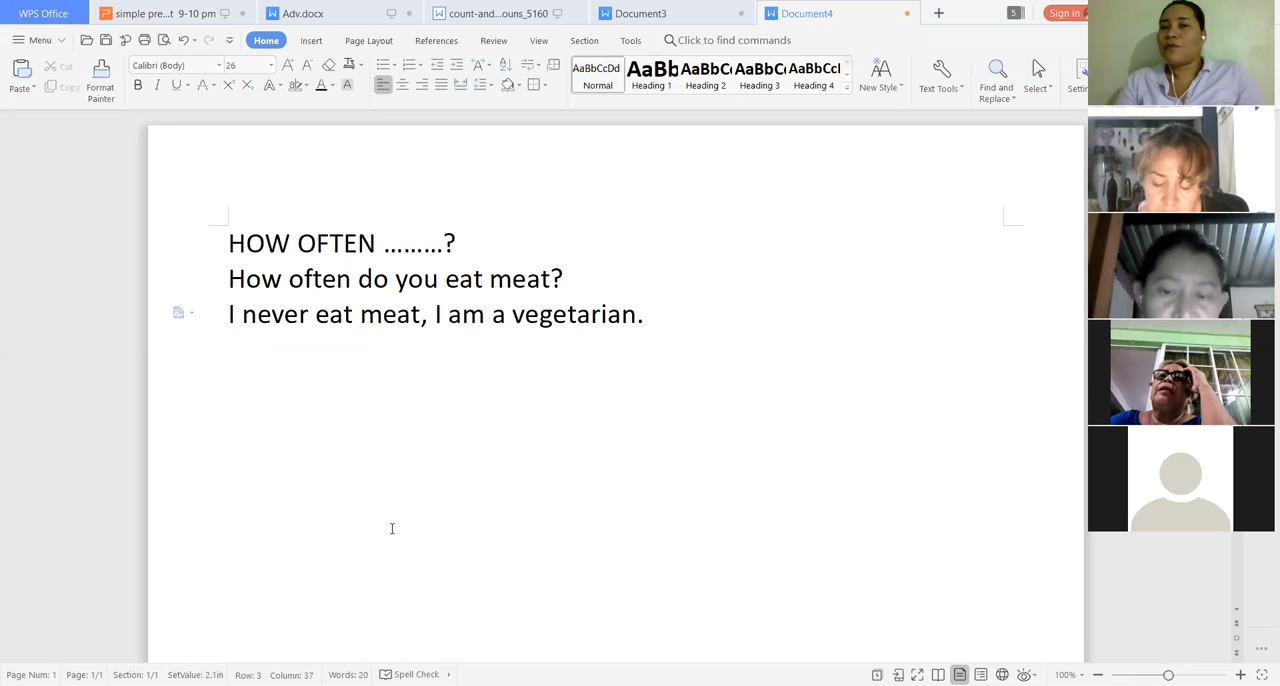 WPS Office
simple pre...t 9-10 pm
Adv.docx
count-and...ouns_5160
Document3
Document4
5
Sign in
Menu
Home
Insert
Page Layout
References
Review
View
Section
Tools
Click to find commands
Paste
Cut
Copy
Format Painter
Calibri (Body)
26
AaBbCcDd
Normal
AaBb
Heading 1
AaBbC
Heading 2
AaBbC
Heading 3
AaBbCcI
Heading 4
New Style
Text Tools
Find and Replace
Select
HOW OFTEN .........?
How often do you eat meat?
I never eat meat, I am a vegetarian.
Page Num: 1
Page: 1/1
Section: 1/1
SetValue: 2.1in
Row: 3
Column: 37
Words: 20
Spell Check
100%